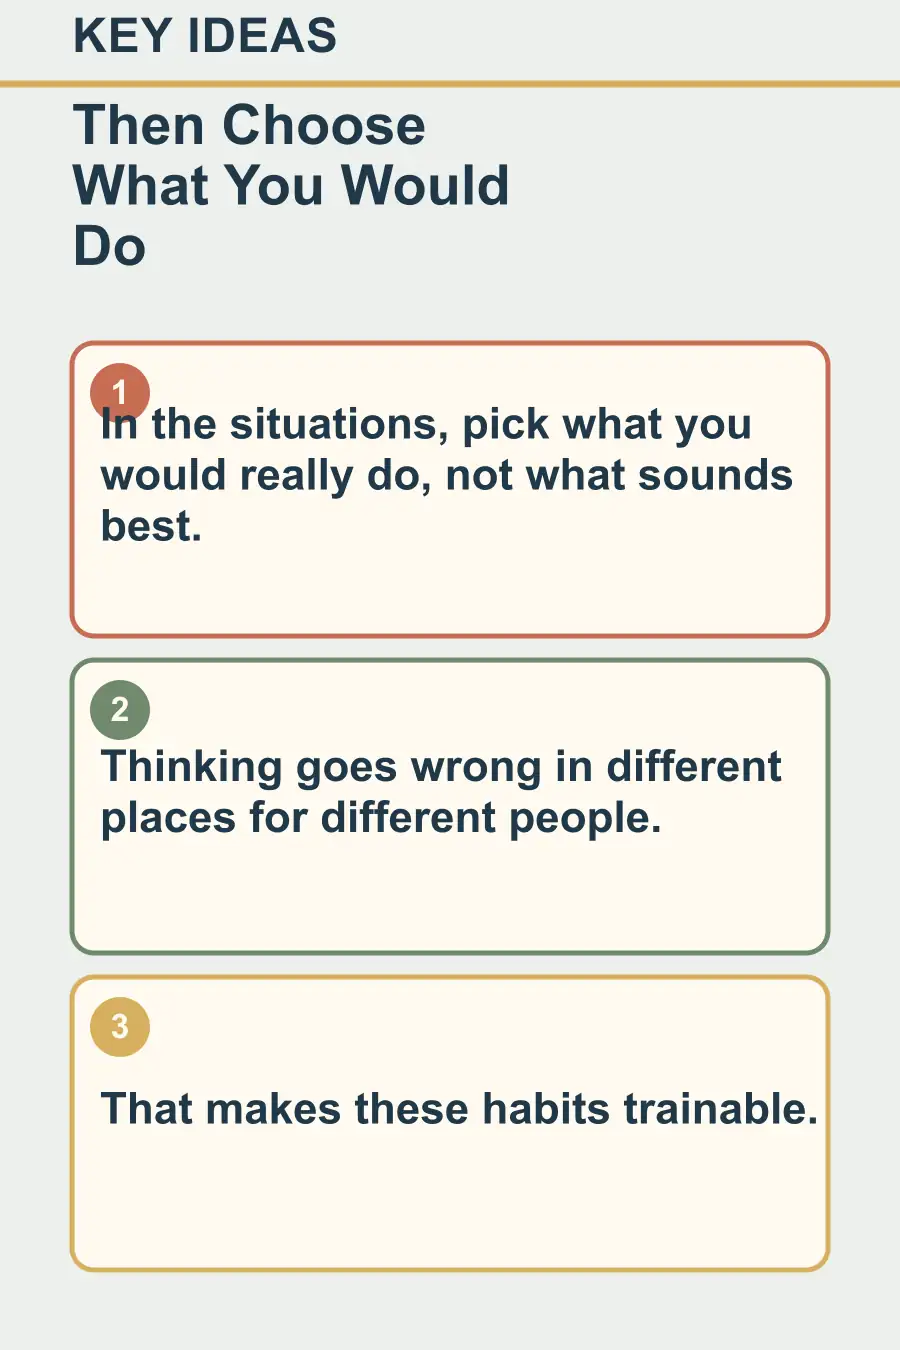 KEY IDEAS
Then Choose
What You Would
Do
1
In the situations, pick what you
would really do, not what sounds
best.
2
Thinking goes wrong in different
places for different people.
3
That makes these habits trainable.